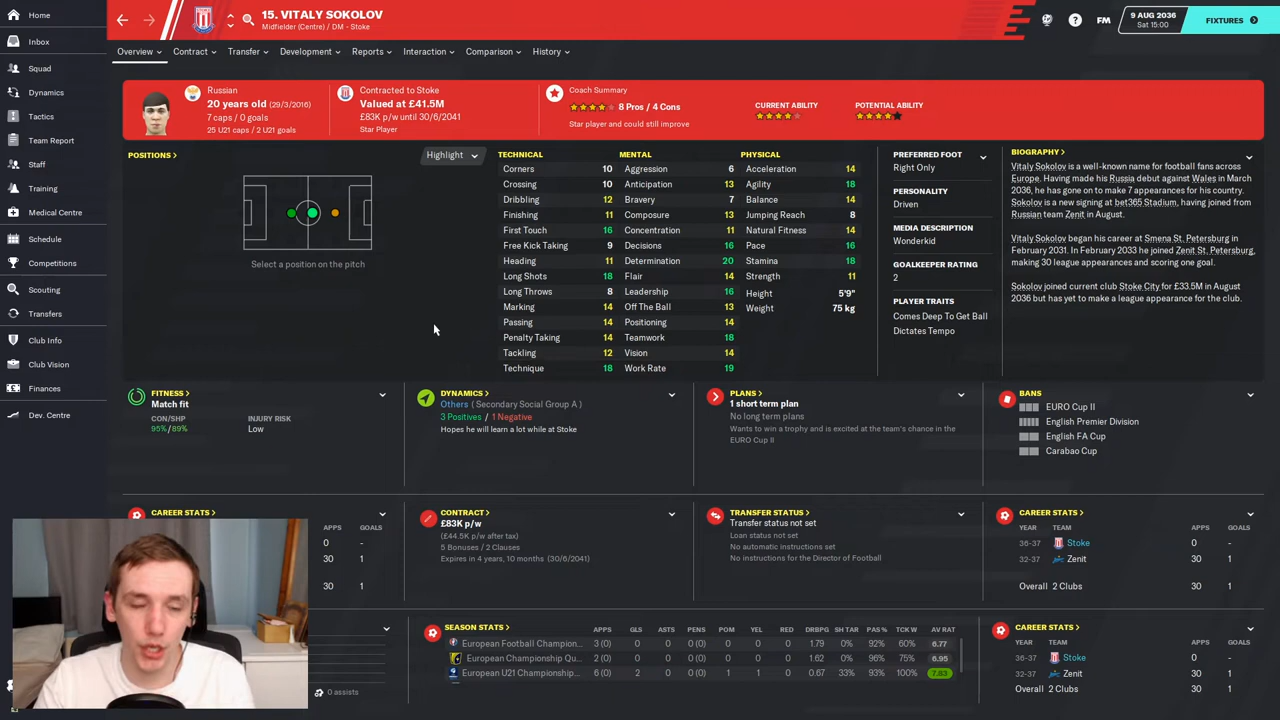 Home
Inbox
Squad
Dynamics
Tactics
Team Report
Staff
Training
Medical Centre
Schedule
Competitions
Scouting
Transfers
Club Info
Club Vision
Finances
Dev. Centre
15. VITALY SOKOLOV
Midfielder (Centre) / DM - Stoke
FM
9 AUG 2036
Sat 15:00
FIXTURES
Overview Contract Transfer Development Reports Interaction Comparison History
Russian
20 years old (29/3/2016)
7 caps / 0 goals
25 U21 caps / 2 U21 goals
Contracted to Stoke
Valued at £41.5M
£83K p/w until 30/6/2041
Star Player
Coach Summary
8 Pros / 4 Cons
Star player and could still improve
CURRENT ABILITY
POTENTIAL ABILITY
POSITIONS
Highlight
Select a position on the pitch
TECHNICAL
Corners 10
Crossing 10
Dribbling 12
Finishing 11
First Touch 16
Free Kick Taking 9
Heading 11
Long Shots 18
Long Throws 8
Marking 14
Passing 14
Penalty Taking 14
Tackling 12
Technique 18
MENTAL
Aggression 6
Anticipation 13
Bravery 7
Composure 13
Concentration 11
Decisions 16
Determination 20
Flair 14
Leadership 16
Off The Ball 13
Positioning 14
Teamwork 18
Vision 14
Work Rate 19
PHYSICAL
Acceleration 14
Agility 18
Balance 14
Jumping Reach 8
Natural Fitness 14
Pace 16
Stamina 18
Strength 11
Height 5'9"
Weight 75 kg
PREFERRED FOOT
Right Only
PERSONALITY
Driven
MEDIA DESCRIPTION
Wonderkid
GOALKEEPER RATING
2
PLAYER TRAITS
Comes Deep To Get Ball
Dictates Tempo
BIOGRAPHY
Vitaly Sokolov is a well-known name for football fans across
Europe. Having made his Russia debut against Wales in March
2036, he has gone on to make 7 appearances for his country.
Sokolov is a new signing at bet365 Stadium, having joined from
Russian team Zenit in August.
Vitaly Sokolov began his career at Smena St. Petersburg in
February 2031. In February 2033 he joined Zenit St. Petersburg,
making 30 league appearances and scoring one goal.
Sokolov joined current club Stoke City for £33.5M in August
2036 but has yet to make a league appearance for the club.
FITNESS
Match fit
CON/SHP
95%/89%
INJURY RISK
Low
DYNAMICS
Others ( Secondary Social Group A )
3 Positives / 1 Negative
Hopes he will learn a lot while at Stoke
PLANS
1 short term plan
No long term plans
Wants to win a trophy and is excited at the team's chance in the
EURO Cup II
BANS
EURO Cup II
English Premier Division
English FA Cup
Carabao Cup
CAREER STATS
APPS GOALS
0 -
30 1
30 1
CONTRACT
£83K p/w
(£44.5K p/w after tax)
5 Bonuses / 2 Clauses
Expires in 4 years, 10 months (30/6/2041)
TRANSFER STATUS
Transfer status not set
Loan status not set
No automatic instructions set
No instructions for the Director of Football
CAREER STATS
YEAR TEAM APPS GOALS
36-37 Stoke 0 -
32-37 Zenit 30 1
Overall 2 Clubs 30 1
0 assists
SEASON STATS APPS GLS ASTS PENS POM YEL RED DRBPG SH TAR PAS % TCK W AV RAT
European Football Champion... 3 (0) 0 0 0 (0) 0 0 0 1.79 0% 92% 60% 6.77
European Championship Qu... 2 (0) 0 0 0 (0) 0 0 0 1.62 0% 96% 75% 6.95
European U21 Championship... 6 (0) 2 0 0 (0) 1 1 0 0.67 33% 93% 100% 7.83
CAREER STATS
YEAR TEAM APPS GOALS
36-37 Stoke 0 -
32-37 Zenit 30 1
Overall 2 Clubs 30 1